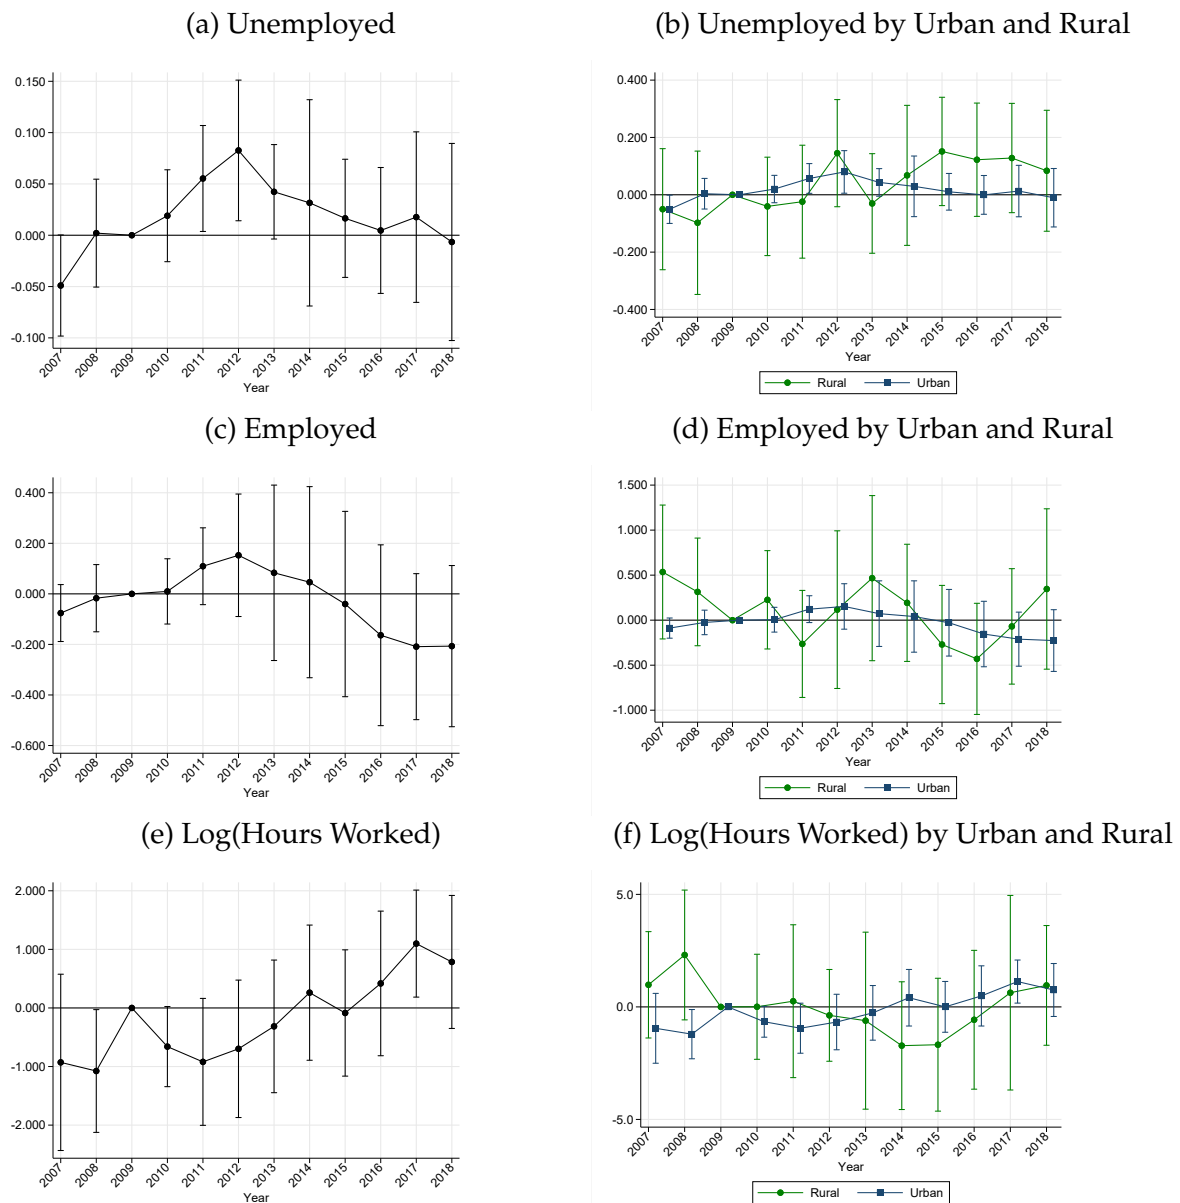 (a) Unemployed
0.150
0.100
0.050
0.000
-0.050
-0.100
2007 2008 2009 2010 2011 2012 2013 2014 2015 2016 2017 2018
Year
(b) Unemployed by Urban and Rural
0.400
0.200
0.000
-0.200
-0.400
2007 2008 2009 2010 2011 2012 2013 2014 2015 2016 2017 2018
Year
Rural Urban
(c) Employed
0.400
0.200
0.000
-0.200
-0.400
-0.600
2007 2008 2009 2010 2011 2012 2013 2014 2015 2016 2017 2018
Year
(d) Employed by Urban and Rural
1.500
1.000
0.500
0.000
-0.500
-1.000
2007 2008 2009 2010 2011 2012 2013 2014 2015 2016 2017 2018
Year
Rural Urban
(e) Log(Hours Worked)
2.000
1.000
0.000
-1.000
-2.000
2007 2008 2009 2010 2011 2012 2013 2014 2015 2016 2017 2018
Year
(f) Log(Hours Worked) by Urban and Rural
5.0
0.0
-5.0
2007 2008 2009 2010 2011 2012 2013 2014 2015 2016 2017 2018
Year
Rural Urban